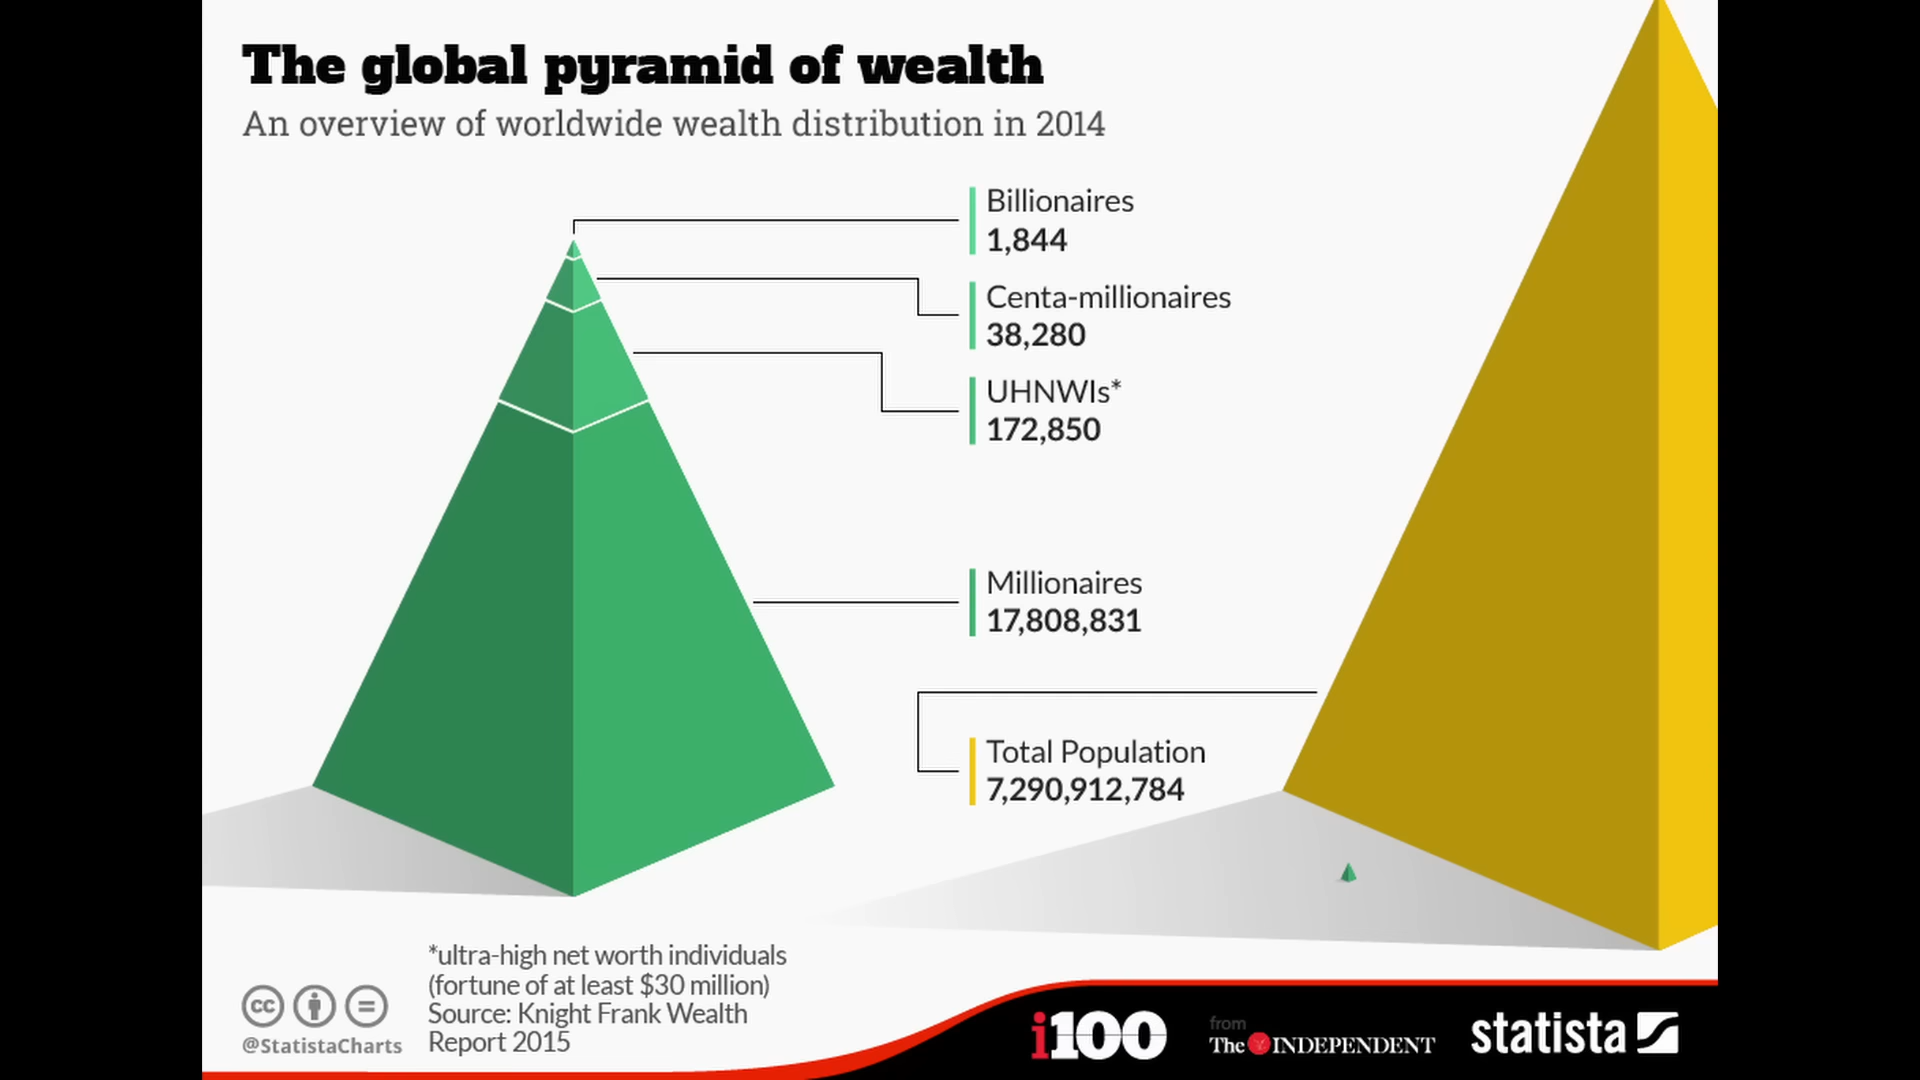 The global pyramid of wealth
An overview of worldwide wealth distribution in 2014
Billionaires
1,844
Centa-millionaires
38,280
UHNWIs*
172,850
Millionaires
17,808,831
Total Population
7,290,912,784
*ultra-high net worth individuals
(fortune of at least $30 million)
Source: Knight Frank Wealth
Report 2015
cc
@StatistaCharts
i100
from
The INDEPENDENT
statista